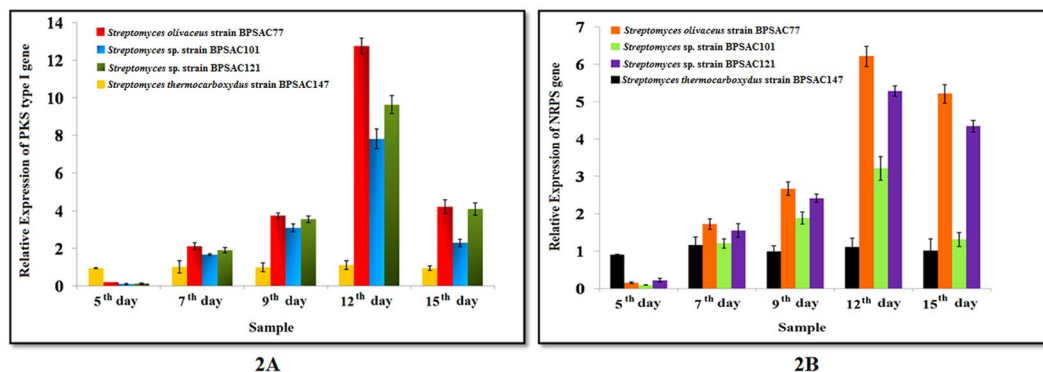 14
12
10
8
6
4
2
0
Relative Expression of PKS type I gene
Streptomyces olivaceus strain BPSAC77
Streptomyces sp. strain BPSAC101
Streptomyces sp. strain BPSAC121
Streptomyces thermocarboxydus strain BPSAC147
5th day 7th day 9th day 12th day 15th day
Sample
2A
7
6
5
4
3
2
1
0
Relative Expression of NRPS gene
Streptomyces olivaceus strain BPSAC77
Streptomyces sp. strain BPSAC101
Streptomyces sp. strain BPSAC121
Streptomyces thermocarboxydus strain BPSAC147
5th day 7th day 9th day 12th day 15th day
Sample
2B